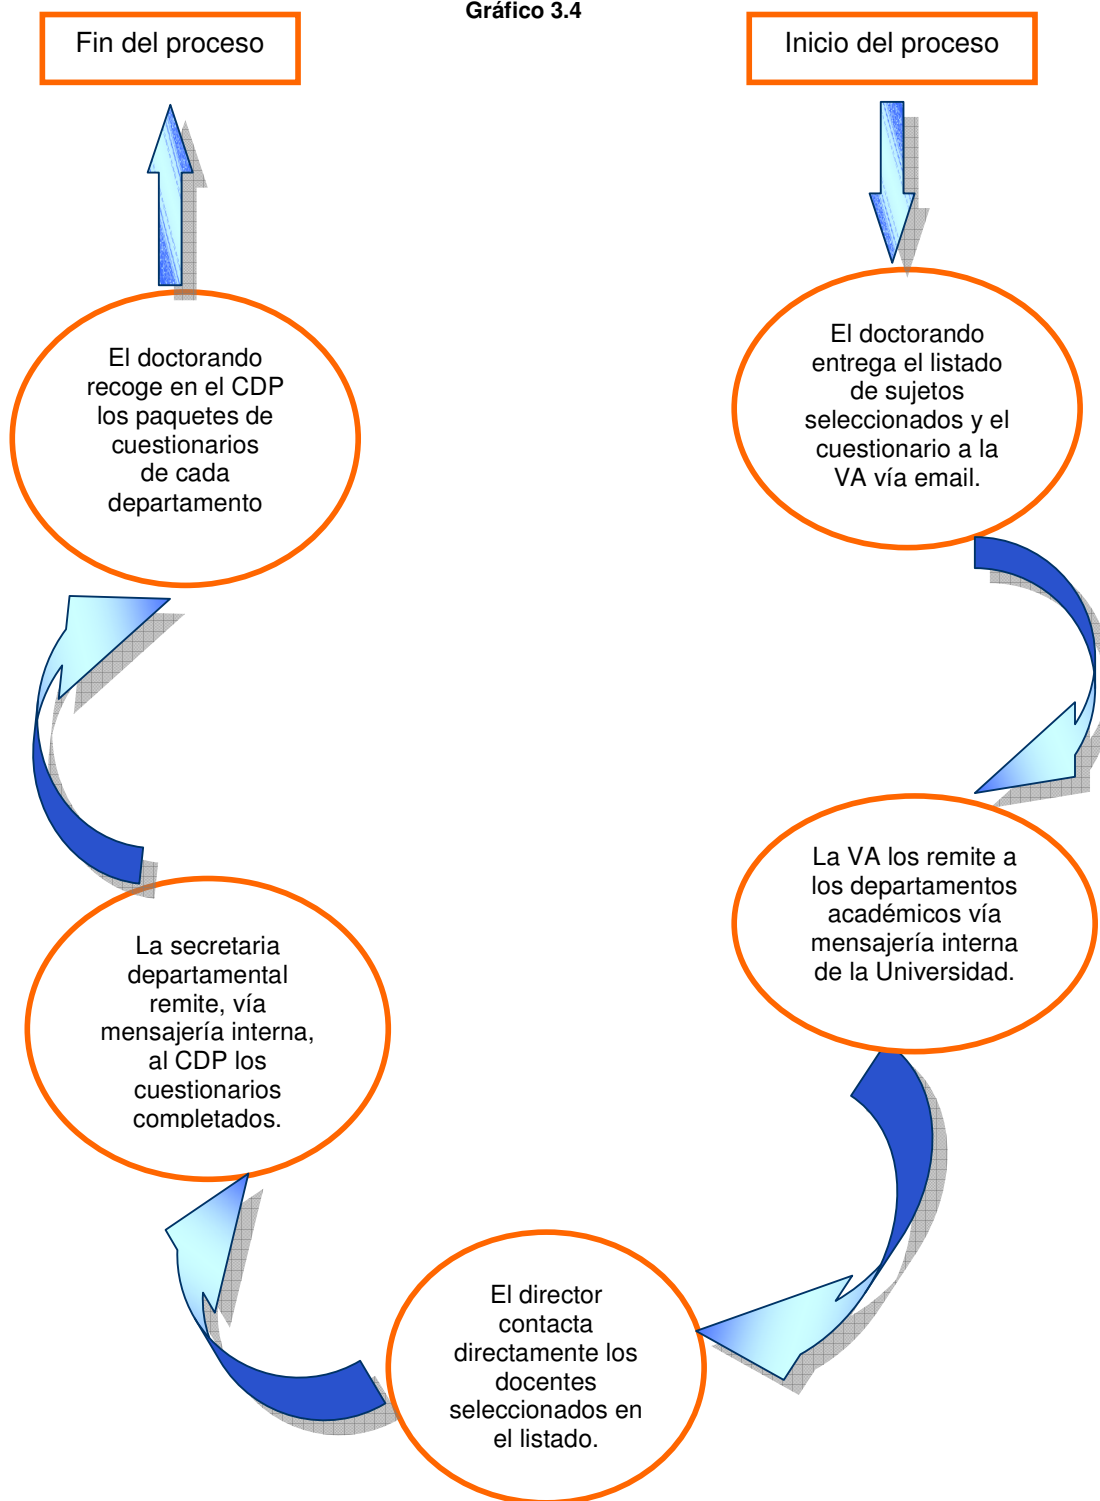 Gráfico 3.4
Fin del proceso
Inicio del proceso
El doctorando
entrega el listado
de sujetos
seleccionados y el
cuestionario a la
VA vía email.
La VA los remite a
los departamentos
académicos vía
mensajería interna
de la Universidad.
El director
contacta
directamente los
docentes
seleccionados en
el listado.
La secretaria
departamental
remite, vía
mensajería interna,
al CDP los
cuestionarios
completados.
El doctorando
recoge en el CDP
los paquetes de
cuestionarios
de cada
departamento